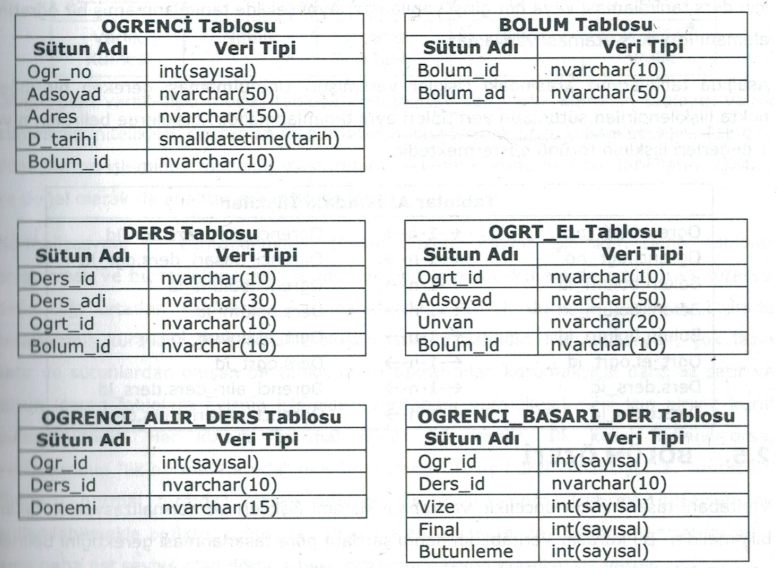 OGRENCİ Tablosu
Sütun Adı Veri Tipi
Ogr_no int(sayısal)
Adsoyad nvarchar(50)
Adres nvarchar(150)
D_tarihi smalldatetime(tarih)
Bolum_id nvarchar(10)
BOLUM Tablosu
Sütun Adı Veri Tipi
Bolum_id nvarchar(10)
Bolum_ad nvarchar(50)
DERS Tablosu
Sütun Adı Veri Tipi
Ders_id nvarchar(10)
Ders_adi nvarchar(30)
Ogrt_id nvarchar(10)
Bolum_id nvarchar(10)
OGRT_EL Tablosu
Sütun Adı Veri Tipi
Ogrt_id nvarchar(10)
Adsoyad nvarchar(50)
Unvan nvarchar(20)
Bolum_id nvarchar(10)
OGRENCI_ALIR_DERS Tablosu
Sütun Adı Veri Tipi
Ogr_id int(sayısal)
Ders_id nvarchar(10)
Donemi nvarchar(15)
OGRENCI_BASARI_DERS Tablosu
Sütun Adı Veri Tipi
Ogr_id int(sayısal)
Ders_id nvarchar(10)
Vize int(sayısal)
Final int(sayısal)
Butunleme int(sayısal)